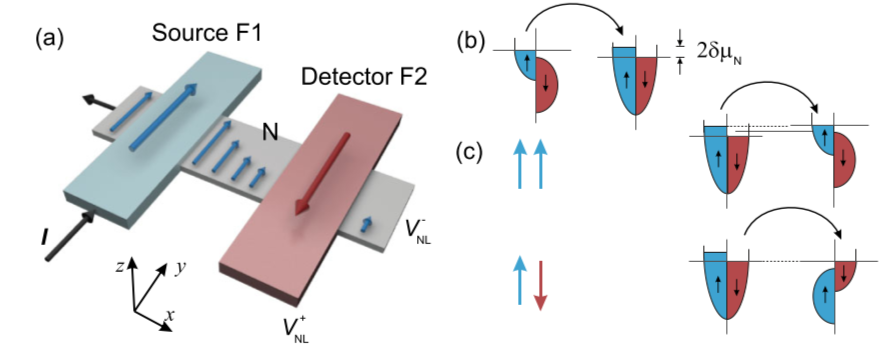 (a)
Source F1
Detector F2
N
I
z
y
x
V⁺NL
V⁻NL
(b)
2δμN
(c)